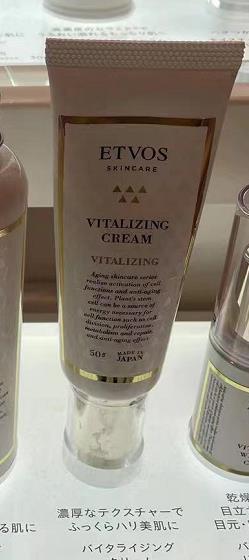 ETVOS
SKINCARE
VITALIZING
CREAM
VITALIZING
Aging skincare series
realize activation of cell
functions and anti-aging
effect. Plant's stem
cell can be a source of
energy necessary for
cell function such as cell
division, proliferation,
metabolism and repair
and anti-aging effect.
50g MADE IN
JAPAN
濃厚なテクスチャーで
ふっくらハリ美肌に
バイタライジング
る肌に
乾燥
目立
目元・